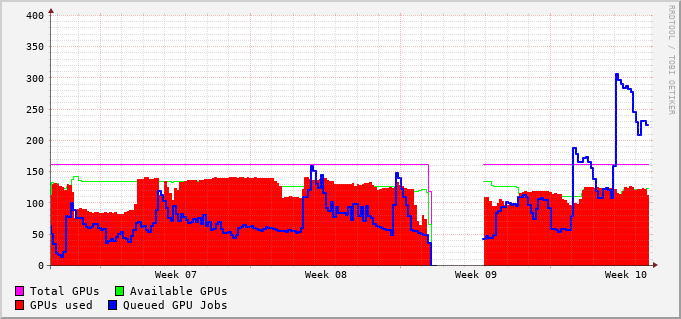 400
350
300
250
200
150
100
50
0
Week 07 Week 08 Week 09 Week 10
Total GPUs Available GPUs
GPUs used Queued GPU Jobs
RRDTOOL / TOBI OETIKER